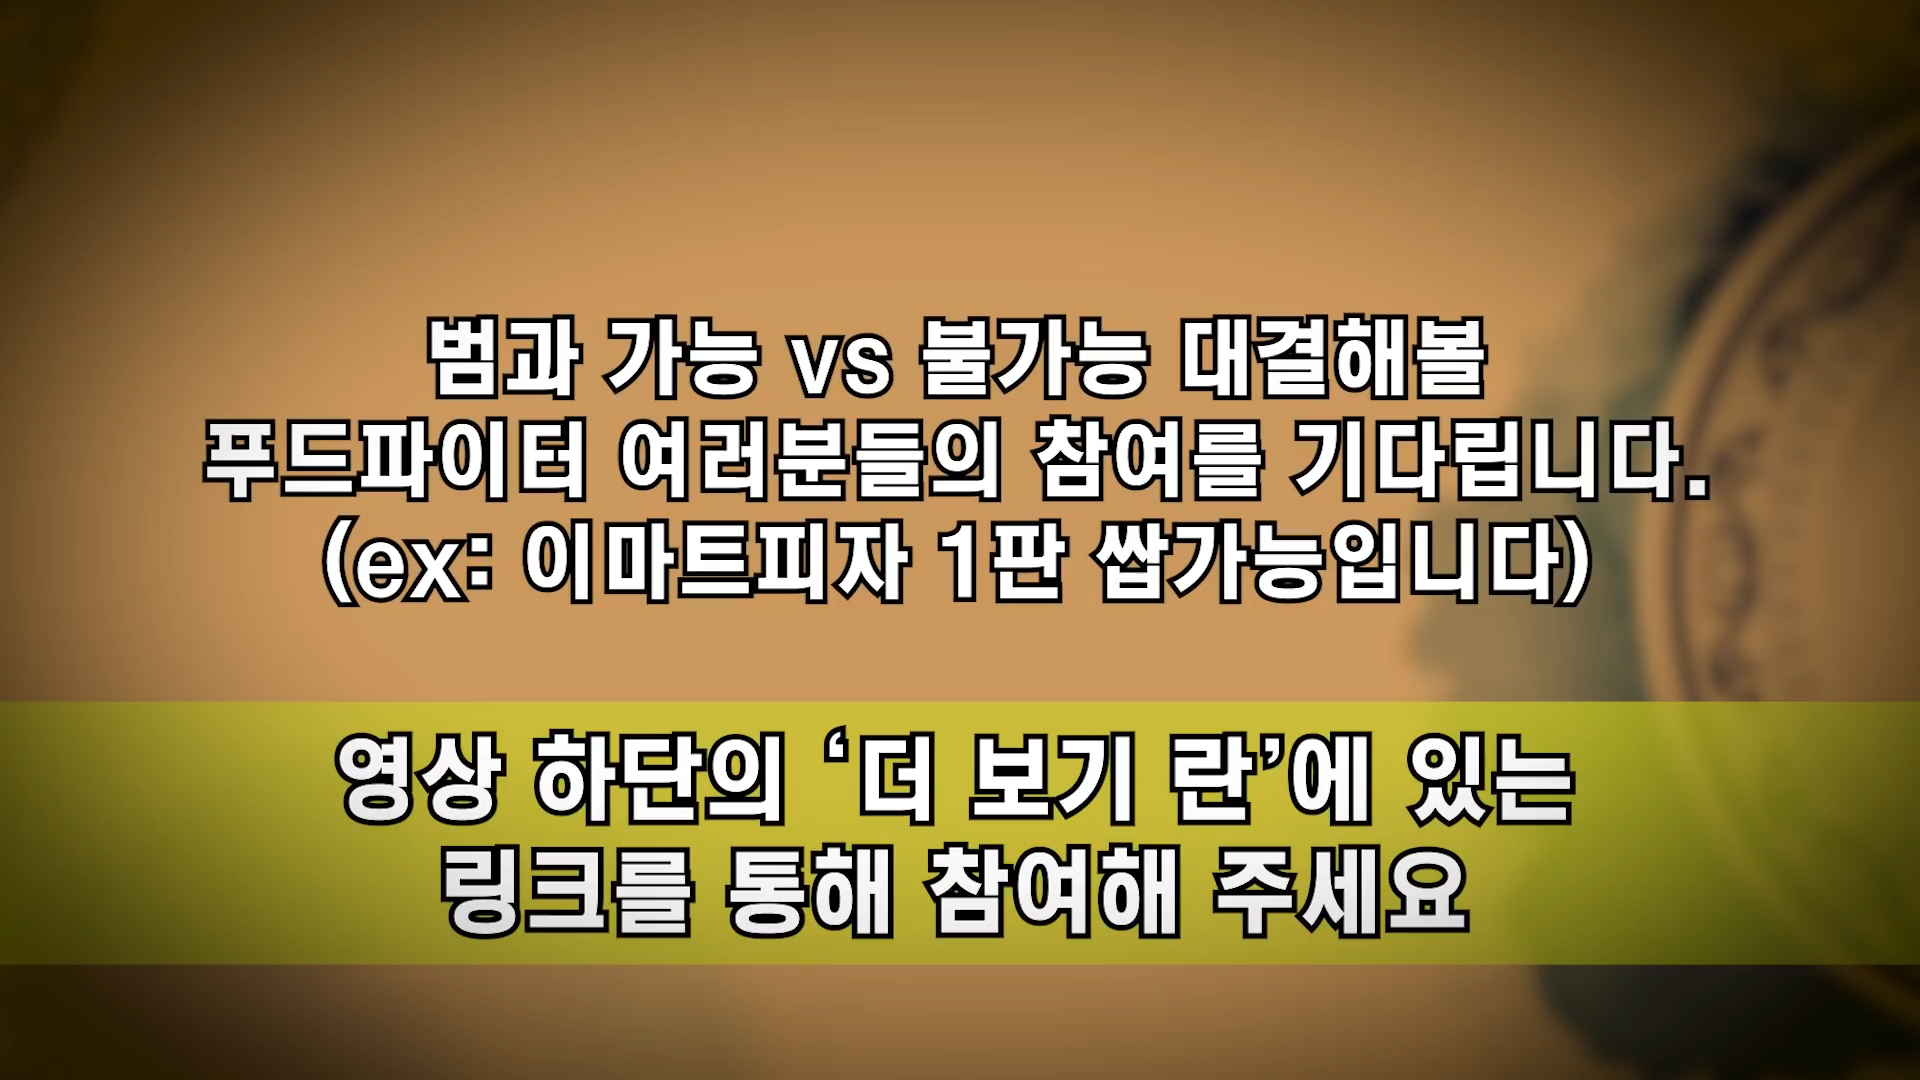 범과 가능 vs 불가능 대결해볼
푸드파이터 여러분들의 참여를 기다립니다.
(ex: 이마트피자 1판 쌉가능입니다)
영상 하단의 ‘더 보기 란’에 있는
링크를 통해 참여해 주세요